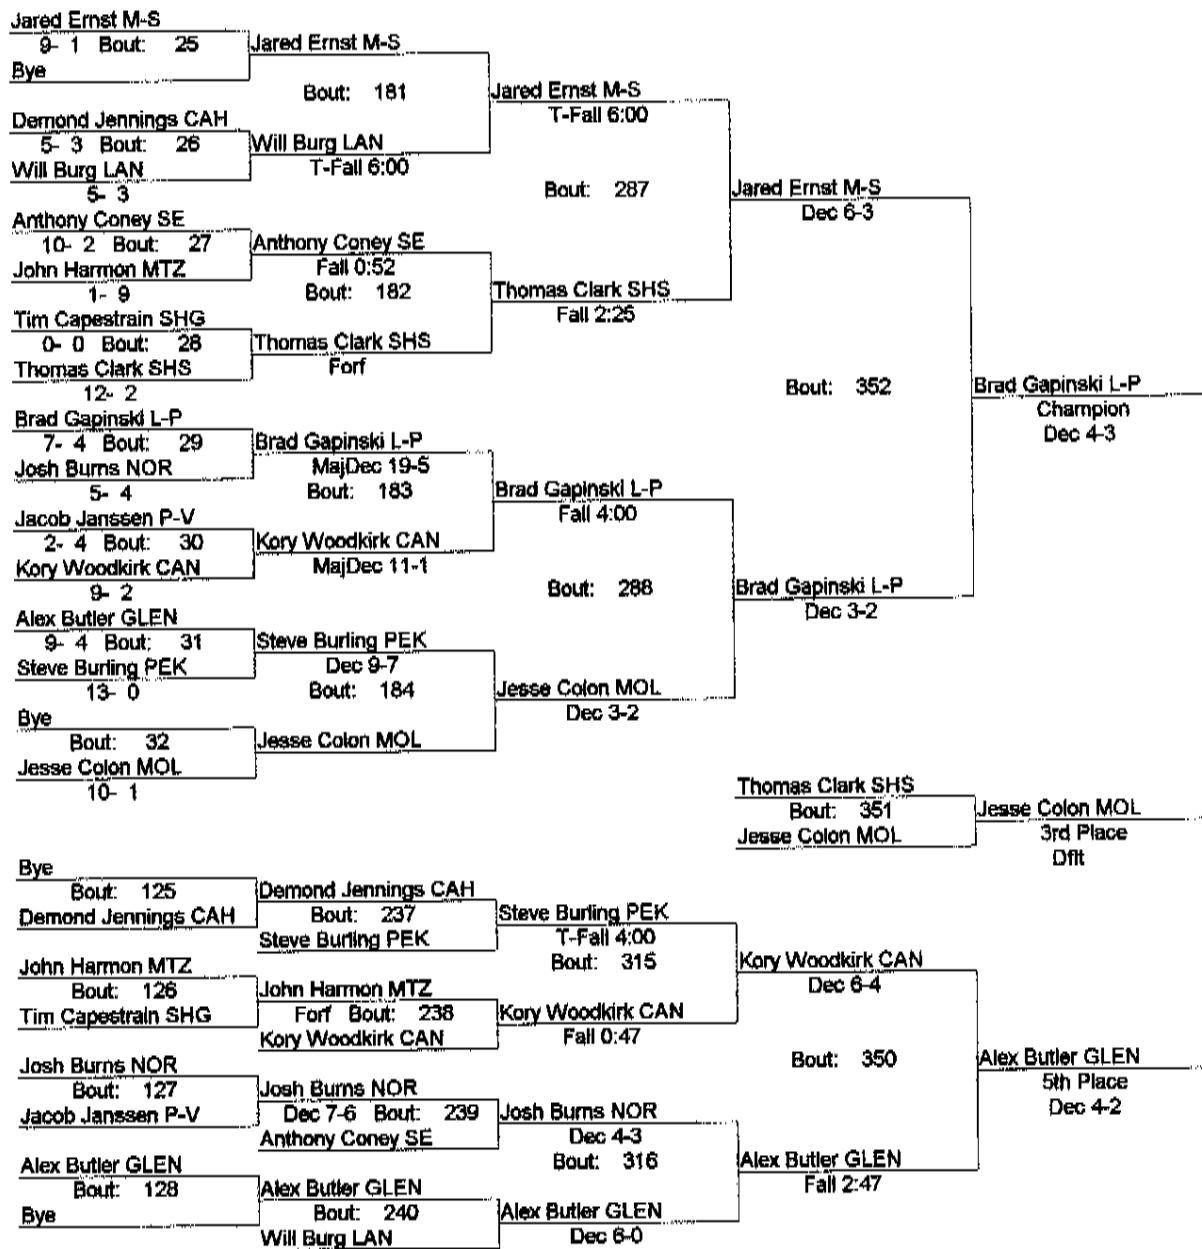 Jared Ernst M-S
9- 1 Bout: 25
Bye
Jared Ernst M-S
Bout: 181
Demond Jennings CAH
5- 3 Bout: 26
Will Burg LAN
5- 3
Will Burg LAN
T-Fall 6:00
Jared Ernst M-S
T-Fall 6:00
Bout: 287
Anthony Coney SE
10- 2 Bout: 27
John Harmon MTZ
1- 9
Anthony Coney SE
Fall 0:52
Bout: 182
Tim Capestrain SHG
0- 0 Bout: 28
Thomas Clark SHS
12- 2
Thomas Clark SHS
Forf
Thomas Clark SHS
Fall 2:25
Jared Ernst M-S
Dec 6-3
Bout: 352
Brad Gapinski L-P
Champion
Dec 4-3
Brad Gapinski L-P
7- 4 Bout: 29
Josh Burns NOR
5- 4
Brad Gapinski L-P
MajDec 19-5
Bout: 183
Jacob Janssen P-V
2- 4 Bout: 30
Kory Woodkirk CAN
9- 2
Kory Woodkirk CAN
MajDec 11-1
Brad Gapinski L-P
Fall 4:00
Bout: 288
Alex Butler GLEN
9- 4 Bout: 31
Steve Burling PEK
13- 0
Steve Burling PEK
Dec 9-7
Bout: 184
Bye
Bout: 32
Jesse Colon MOL
10- 1
Jesse Colon MOL
Jesse Colon MOL
Dec 3-2
Brad Gapinski L-P
Dec 3-2
Thomas Clark SHS
Bout: 351
Jesse Colon MOL
Jesse Colon MOL
3rd Place
Dflt
Bye
Bout: 125
Demond Jennings CAH
Demond Jennings CAH
Bout: 237
Steve Burling PEK
Steve Burling PEK
T-Fall 4:00
Bout: 315
John Harmon MTZ
Bout: 126
Tim Capestrain SHG
John Harmon MTZ
Forf Bout: 238
Kory Woodkirk CAN
Kory Woodkirk CAN
Fall 0:47
Kory Woodkirk CAN
Dec 6-4
Bout: 350
Josh Burns NOR
Bout: 127
Jacob Janssen P-V
Josh Burns NOR
Dec 7-6 Bout: 239
Anthony Coney SE
Josh Burns NOR
Dec 4-3
Bout: 316
Alex Butler GLEN
Bout: 128
Bye
Alex Butler GLEN
Bout: 240
Will Burg LAN
Alex Butler GLEN
Dec 6-0
Alex Butler GLEN
Fall 2:47
Alex Butler GLEN
5th Place
Dec 4-2